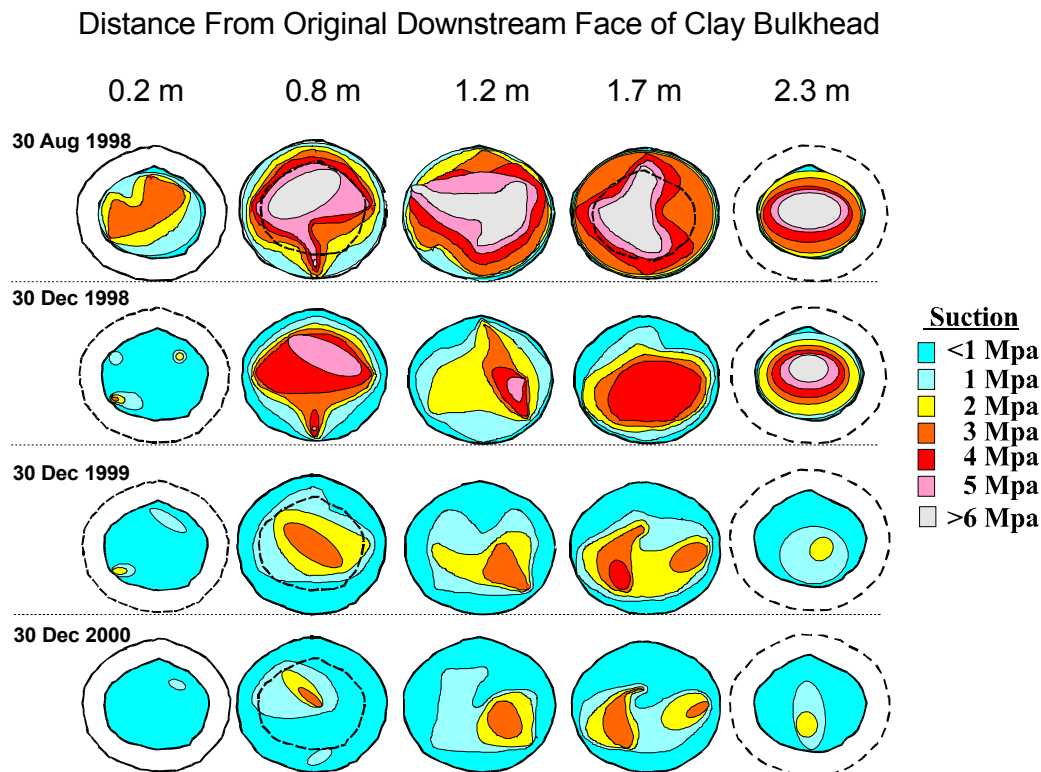 Distance From Original Downstream Face of Clay Bulkhead
0.2 m 0.8 m 1.2 m 1.7 m 2.3 m
30 Aug 1998
30 Dec 1998
Suction
<1 Mpa
1 Mpa
2 Mpa
3 Mpa
4 Mpa
5 Mpa
>6 Mpa
30 Dec 1999
30 Dec 2000